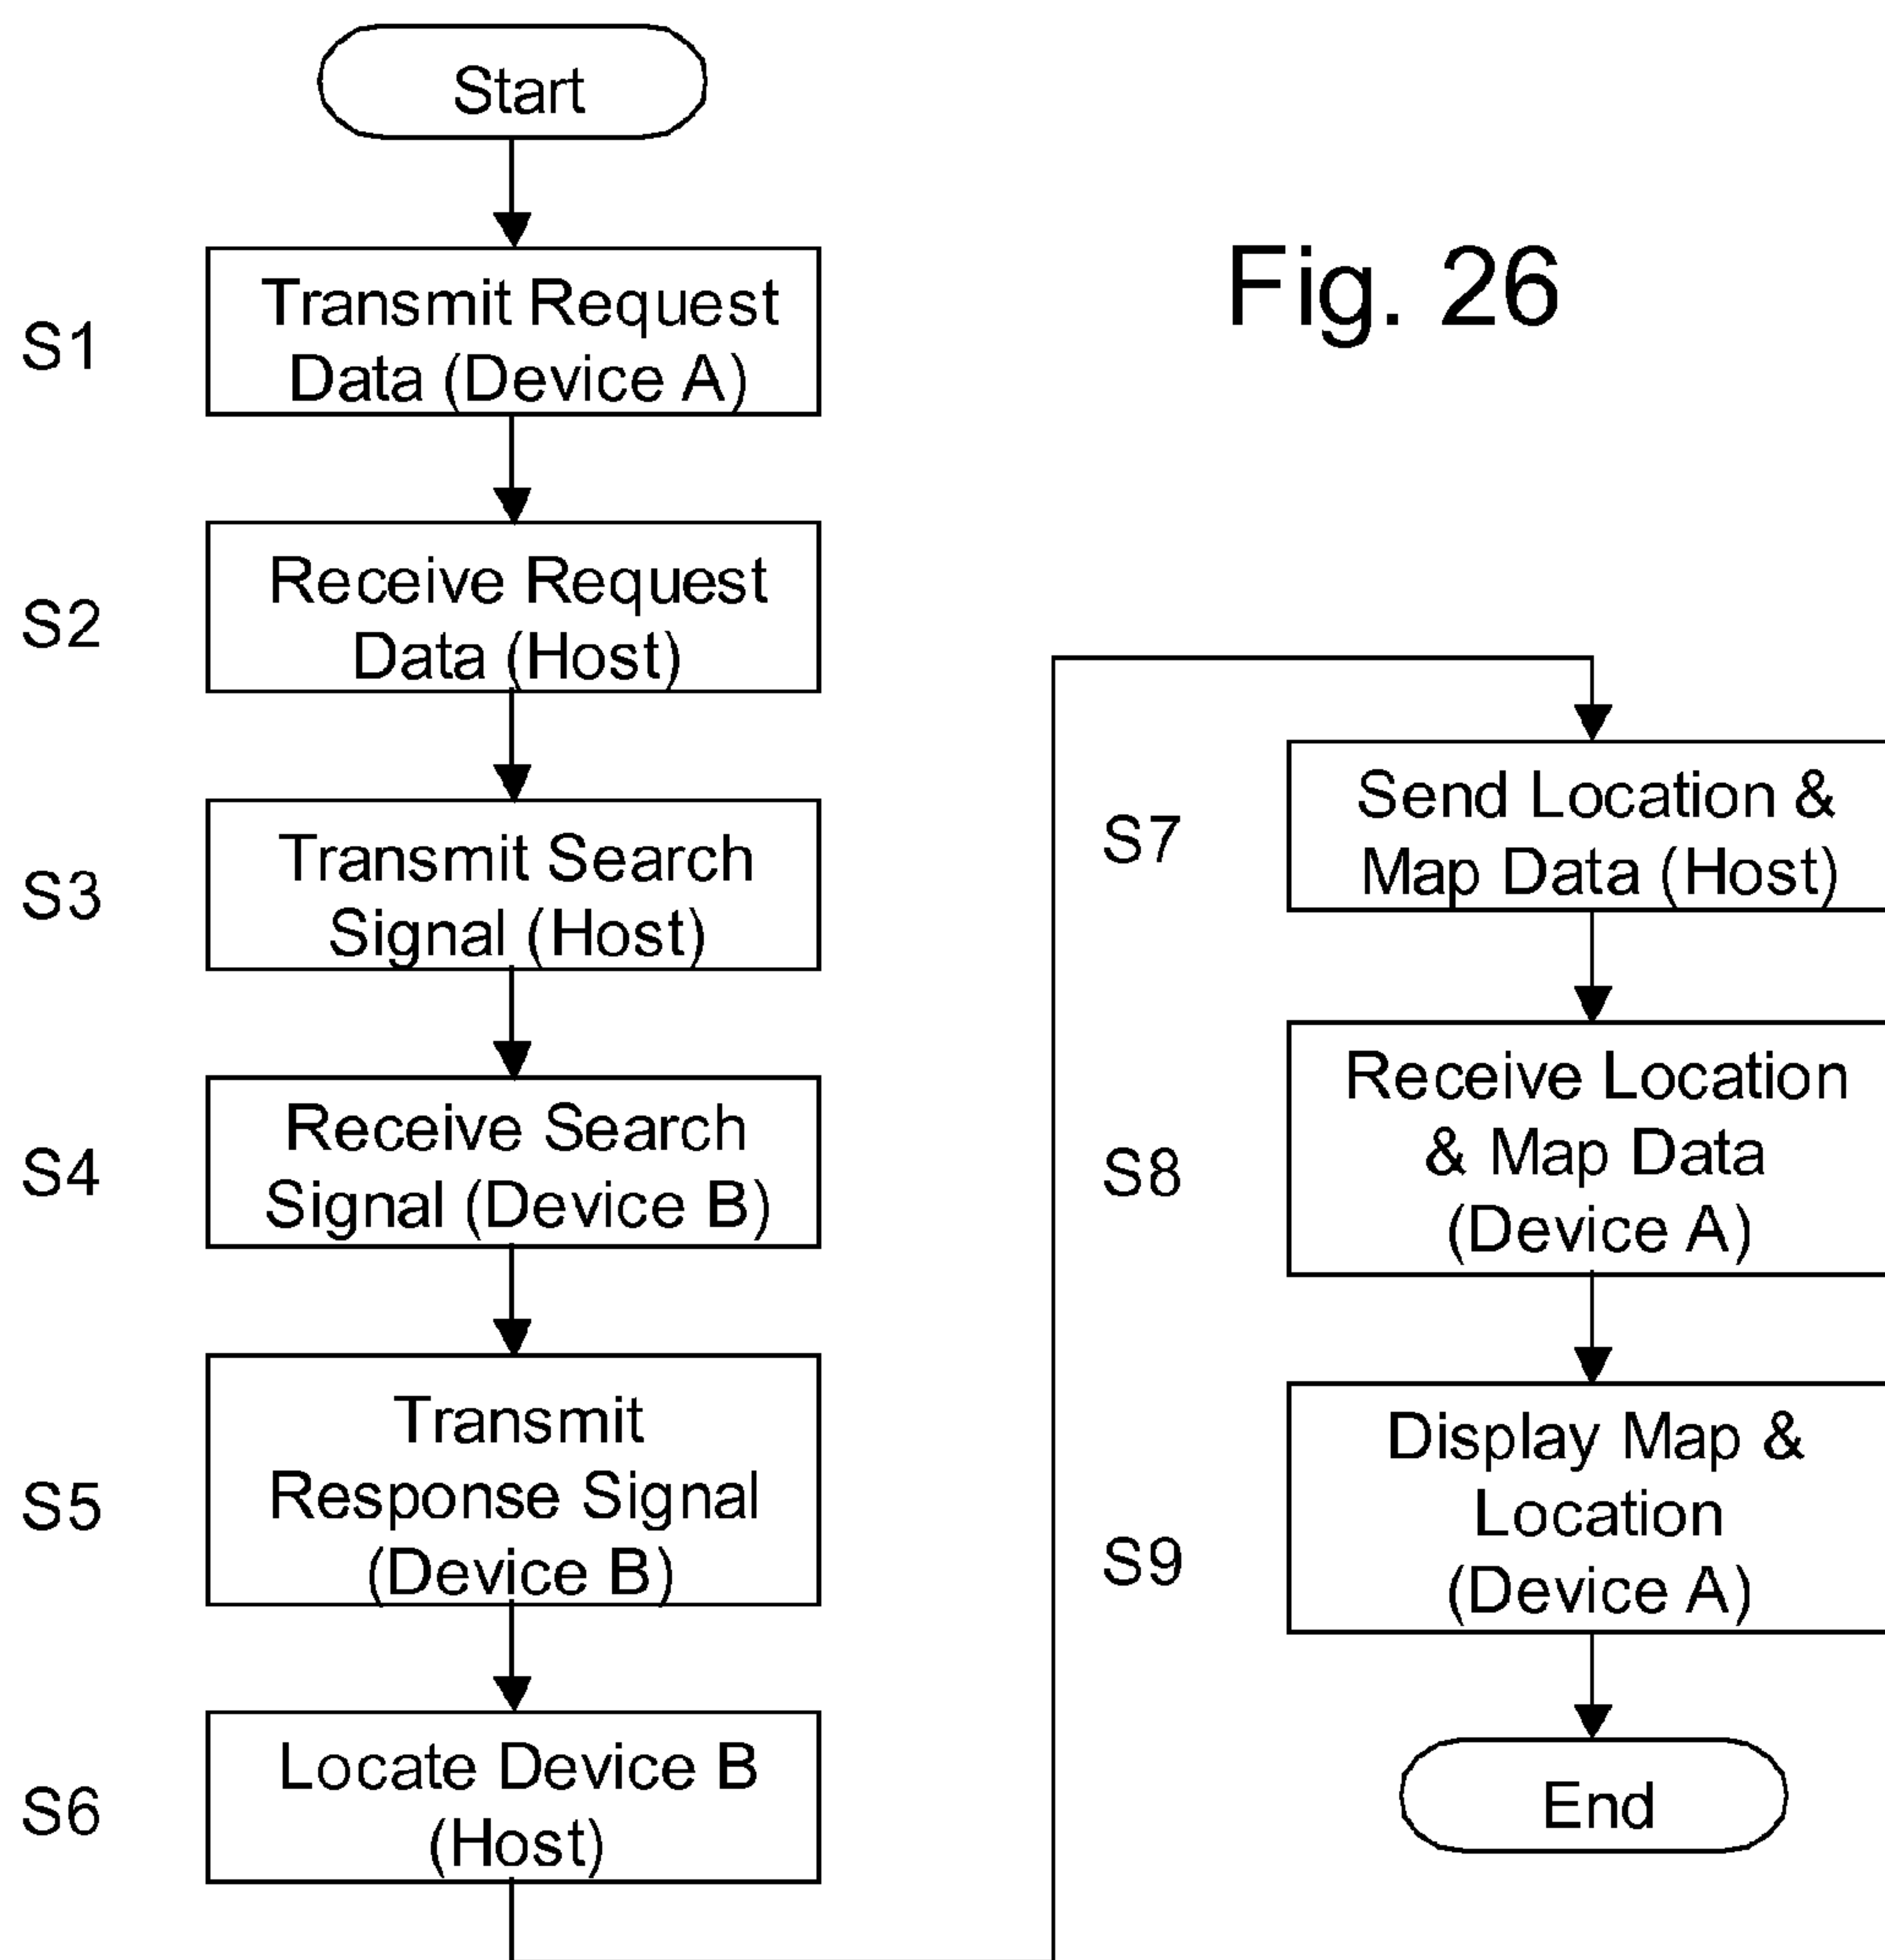 Start
Fig. 26
S1
Transmit Request
Data (Device A)
S2
Receive Request
Data (Host)
S3
Transmit Search
Signal (Host)
S4
Receive Search
Signal (Device B)
S5
Transmit
Response Signal
(Device B)
S6
Locate Device B
(Host)
S7
Send Location &
Map Data (Host)
S8
Receive Location
& Map Data
(Device A)
S9
Display Map &
Location
(Device A)
End